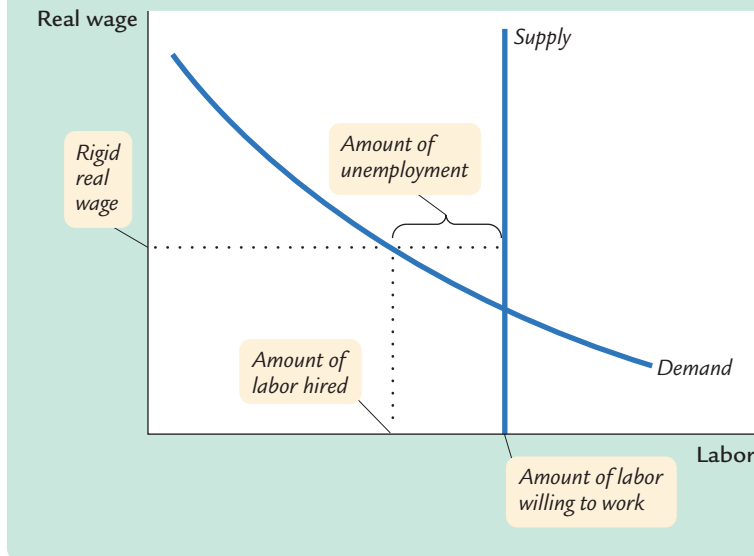 Real wage
Supply
Amount of
unemployment
Rigid
real
wage
Amount of
labor hired
Demand
Labor
Amount of labor
willing to work